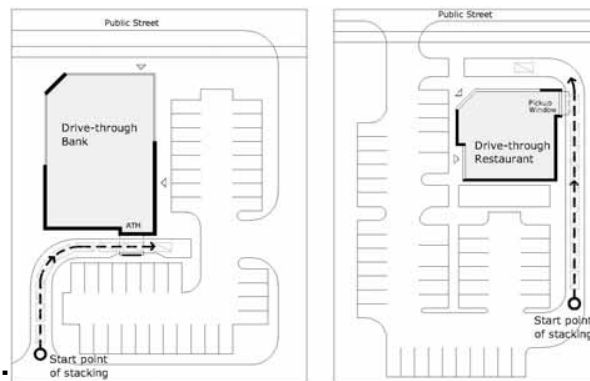 Public Street
Drive-through
Bank
ATM
Start point
of stacking
Public Street
Pickup
Window
Drive-through
Restaurant
Start point
of stacking